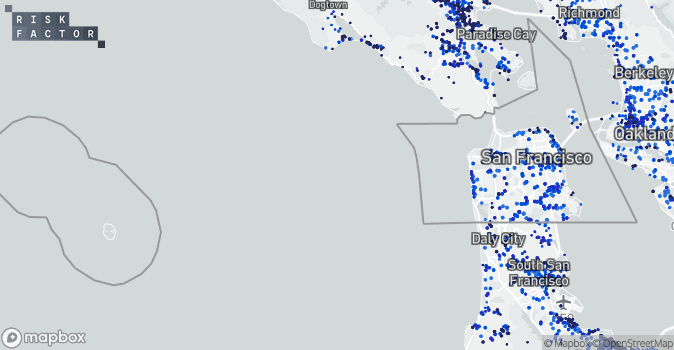 Dogtown
Richmond
RISK
FACTOR
Paradise Cay
Berkeley
Oakland
San Francisco
Daly City
South San
Francisco
mapbox
© Mapbox © OpenStreetMap